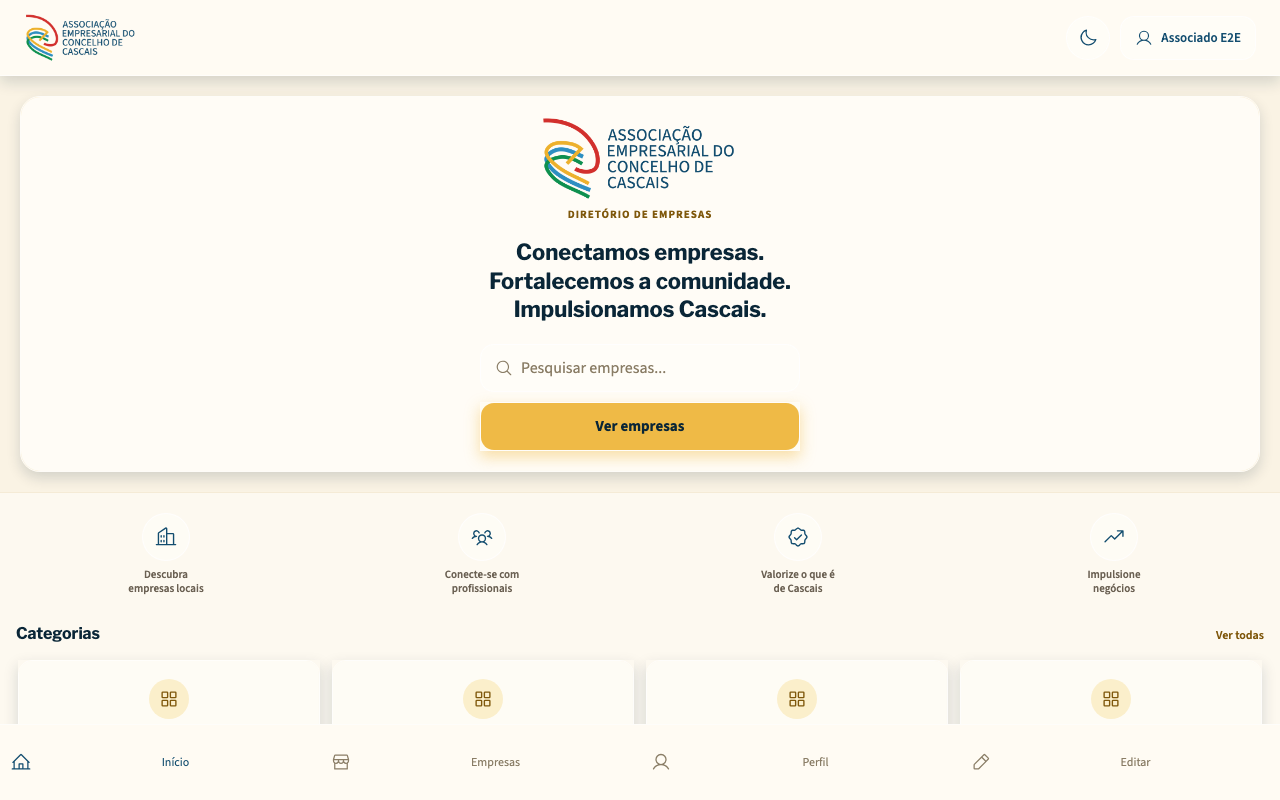 ASSOCIAÇÃO
EMPRESARIAL DO
CONCELHO DE
CASCAIS
Associado E2E
ASSOCIAÇÃO
EMPRESARIAL DO
CONCELHO DE
CASCAIS
DIRETÓRIO DE EMPRESAS
Conectamos empresas.
Fortalecemos a comunidade.
Impulsionamos Cascais.
Pesquisar empresas...
Ver empresas
Descubra
empresas locais
Conecte-se com
profissionais
Valorize o que é
de Cascais
Impulsione
negócios
Categorias
Ver todas
Início
Empresas
Perfil
Editar